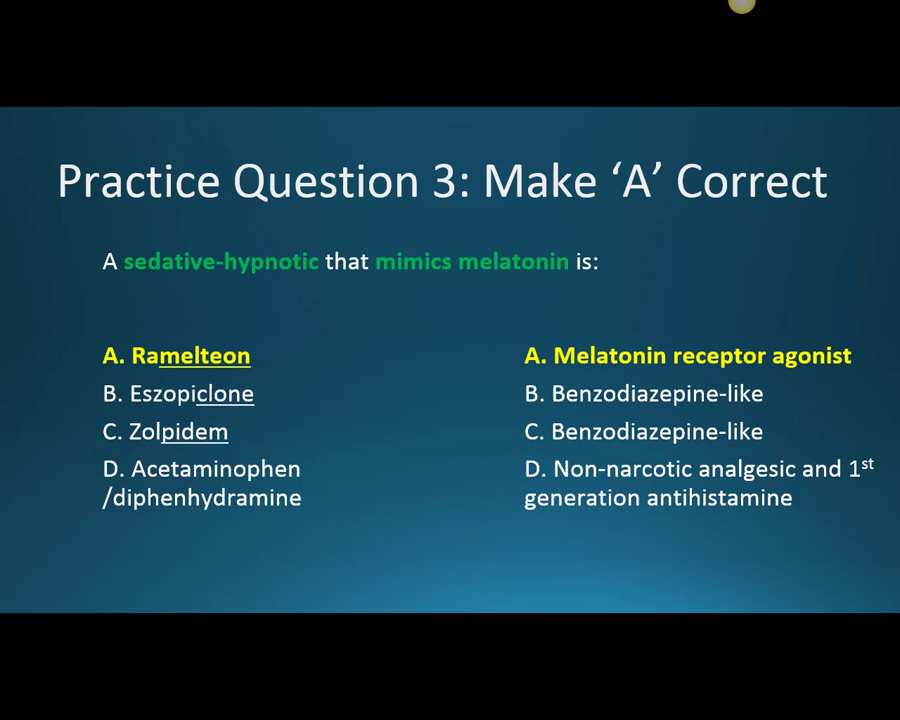 Practice Question 3: Make ‘A’ Correct
A sedative-hypnotic that mimics melatonin is:
A. Ramelteon
B. Eszopiclone
C. Zolpidem
D. Acetaminophen
/diphenhydramine
A. Melatonin receptor agonist
B. Benzodiazepine-like
C. Benzodiazepine-like
D. Non-narcotic analgesic and 1st
generation antihistamine